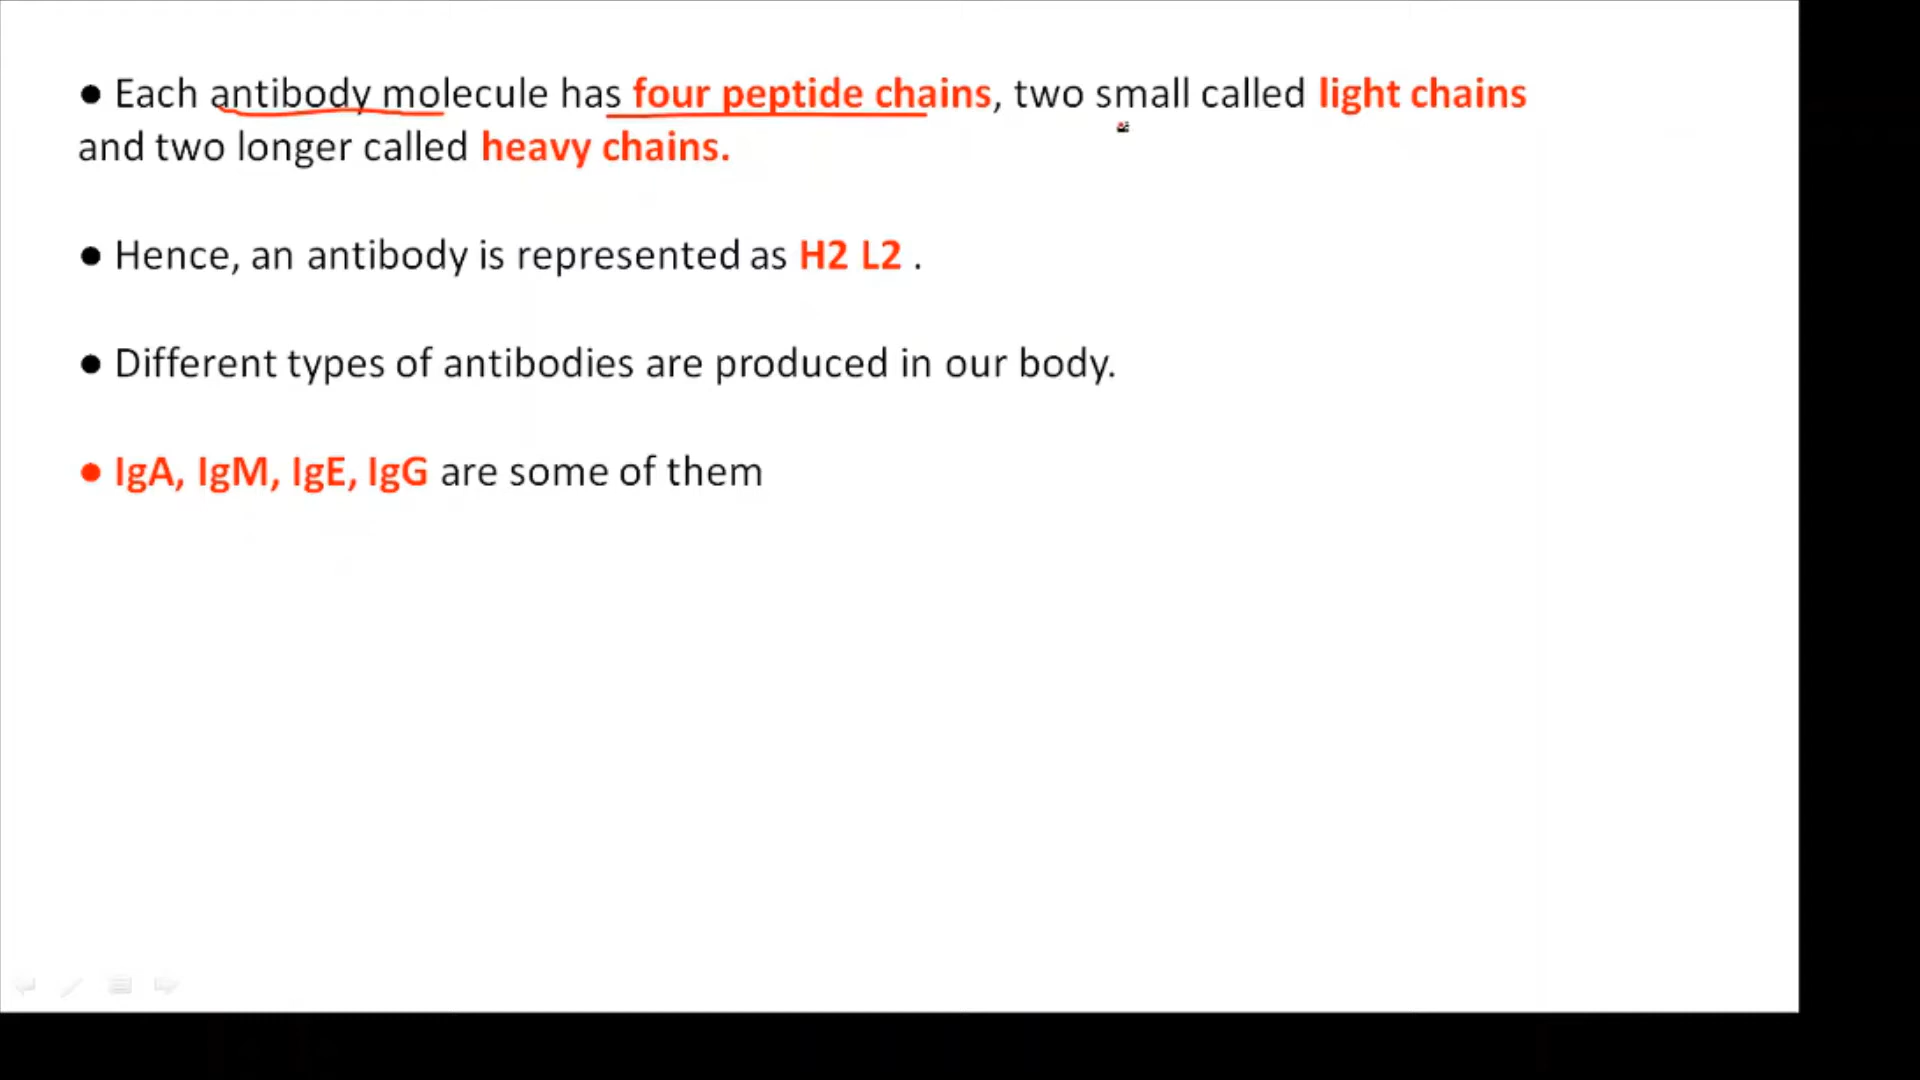 ● Each antibody molecule has four peptide chains, two small called light chains
and two longer called heavy chains.
● Hence, an antibody is represented as H2 L2 .
● Different types of antibodies are produced in our body.
● IgA, IgM, IgE, IgG are some of them